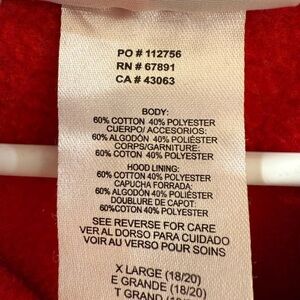 PO # 112756
RN # 67891
CA # 43063
BODY:
60% COTTON 40% POLYESTER
CUERPO/ ACCESORIOS:
60% ALGODÓN 40% POLIÉSTER
CORPS/GARNITURE:
60% COTON 40% POLYESTER
HOOD LINING:
60% COTTON 40% POLYESTER
CAPUCHA FORRADA:
60% ALGODÓN 40% POLIÉSTER
DOUBLURE DE CAPOT:
60%COTON 40% POLYESTER
SEE REVERSE FOR CARE
VER AL DORSO PARA CUIDADO
VOIR AU VERSO POUR SOINS
X LARGE (18/20)
E GRANDE (18/20)
T GRAND